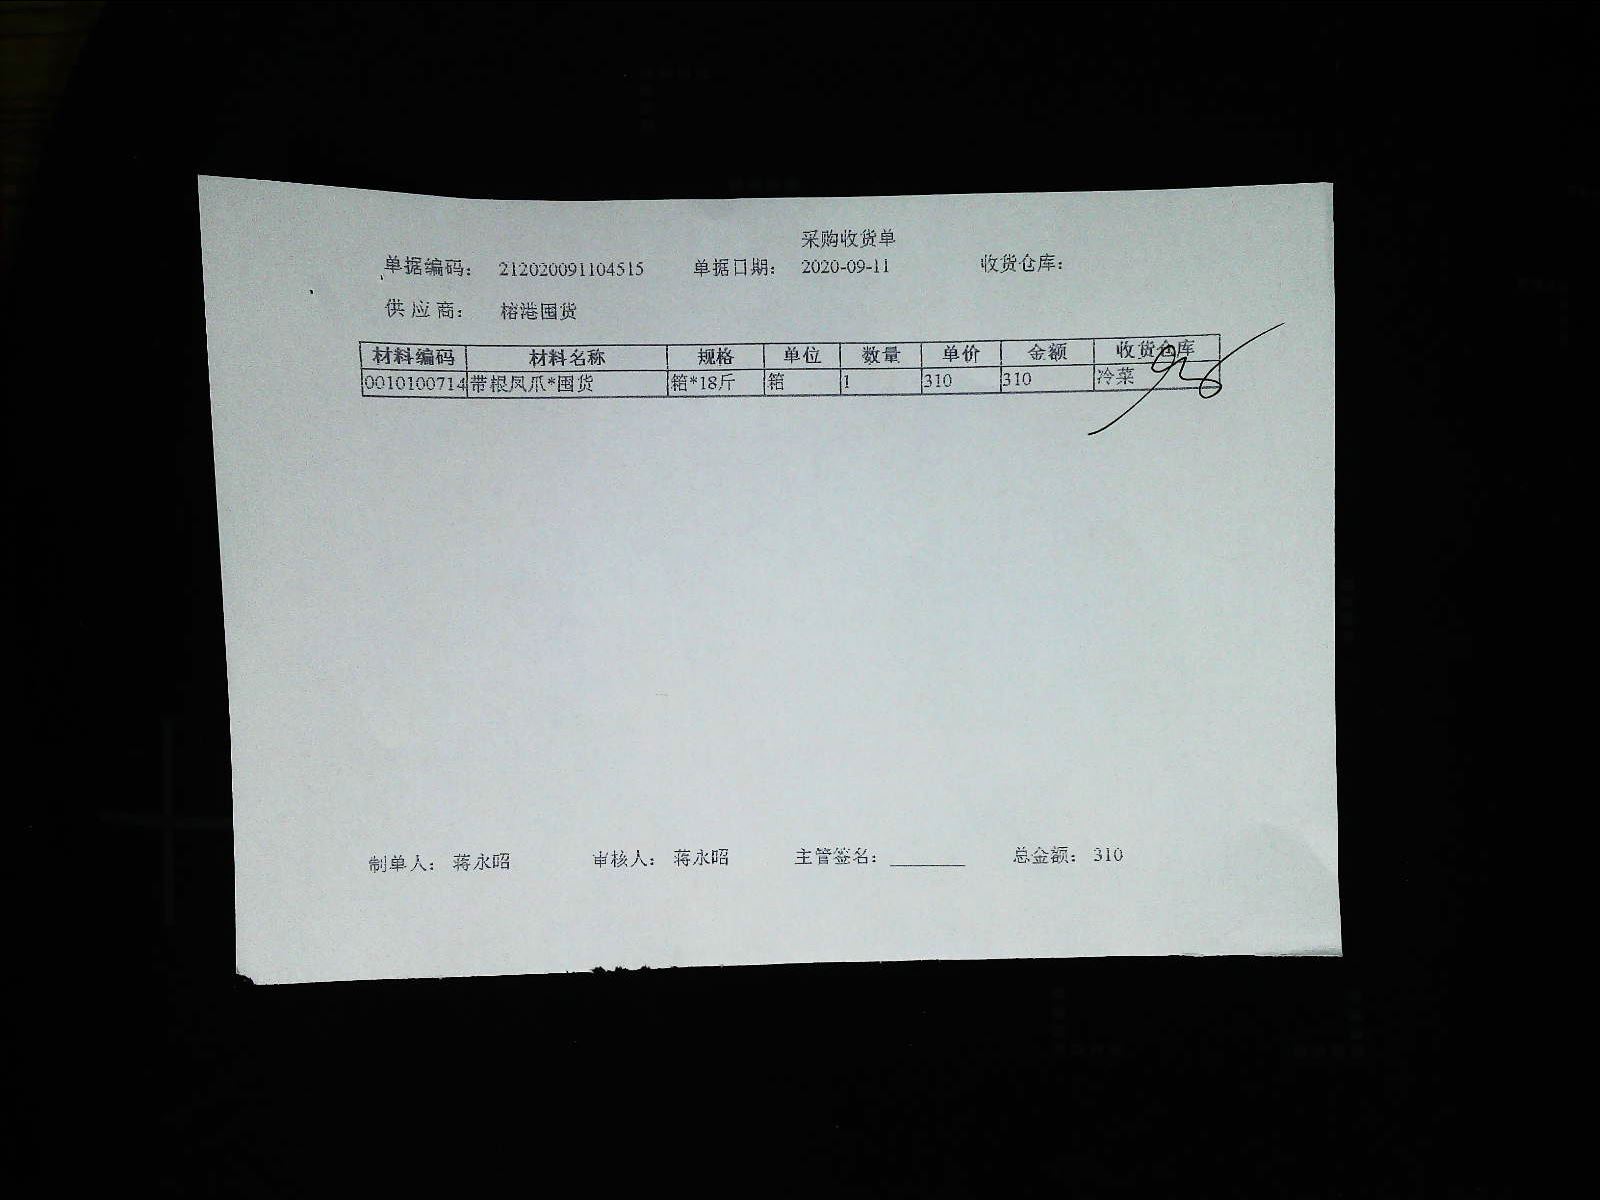 采购收货单
单据编码： 212020091104515 单据日期： 2020-09-11 收货仓库：
供 应 商： 榕港囤货
材料编码 材料名称 规格 单位 数量 单价 金额 收货仓库
0010100714 带根凤爪*囤货 箱*18斤 箱 1 310 310 冷菜
制单人： 蒋永昭 审核人： 蒋永昭 主管签名： 总金额： 310